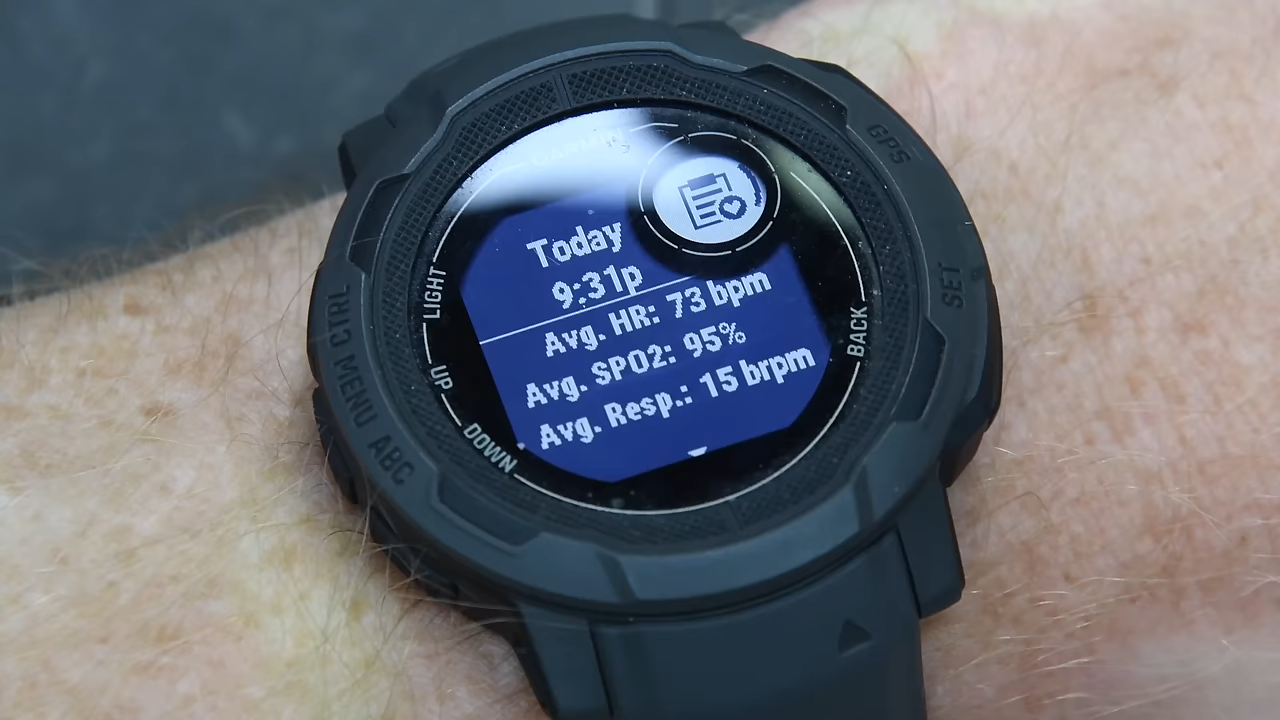 GARMIN
GPS
Today
9:31p
Avg. HR: 73 bpm
Avg. SPO2: 95%
Avg. Resp.: 15 brpm
LIGHT
CTRL
UP
MENU
DOWN
ABC
SET
BACK